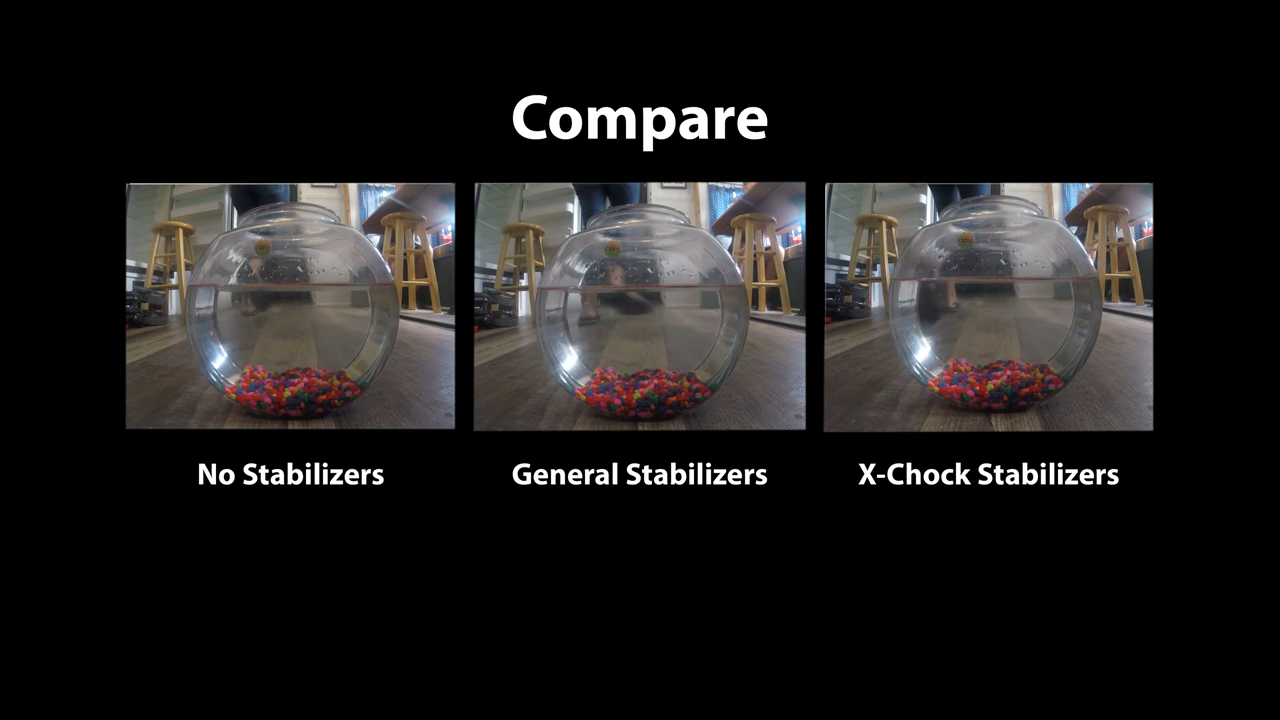 Compare
No Stabilizers
General Stabilizers
X-Chock Stabilizers